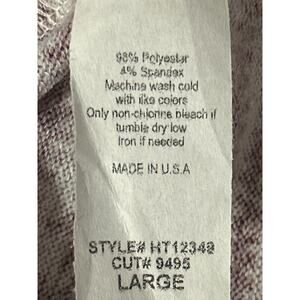 96% Polyester
4% Spandex
Machine wash cold
with like colors
Only non-chlorine bleach if
tumble dry low
Iron if needed
MADE IN U.S.A
STYLE# HT12349
CUT# 9495
LARGE